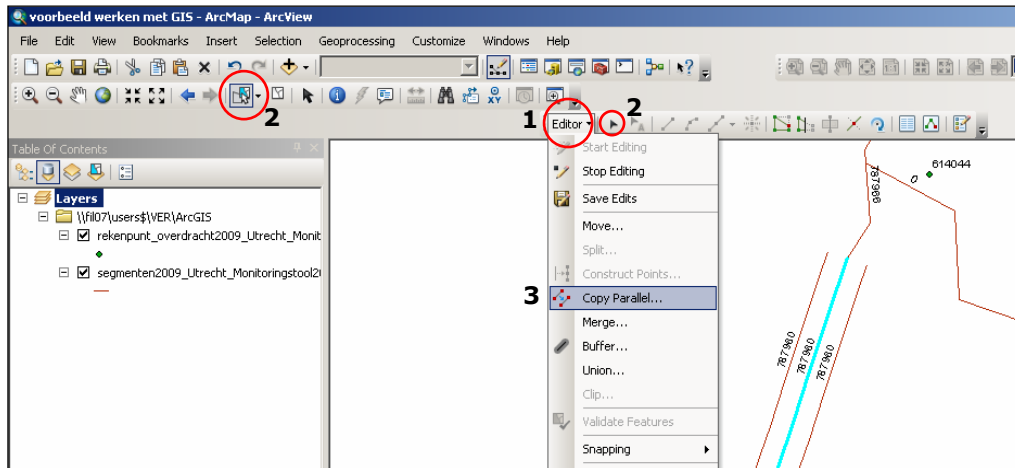 voorbeeld werken met GIS - ArcMap - ArcView
File Edit View Bookmarks Insert Selection Geoprocessing Customize Windows Help
2
1 Editor 2
Table Of Contents
Start Editing
Stop Editing
Save Edits
Move...
Split...
Construct Points...
3 Copy Parallel...
Merge...
Buffer...
Union...
Clip...
Validate Features
Snapping
Layers
\\fil07\users$\VER\ArcGIS
rekenpunt_overdracht2009_Utrecht_Monit
segmenten2009_Utrecht_Monitoringstool2
614044
0
787966
787960
787960
787960